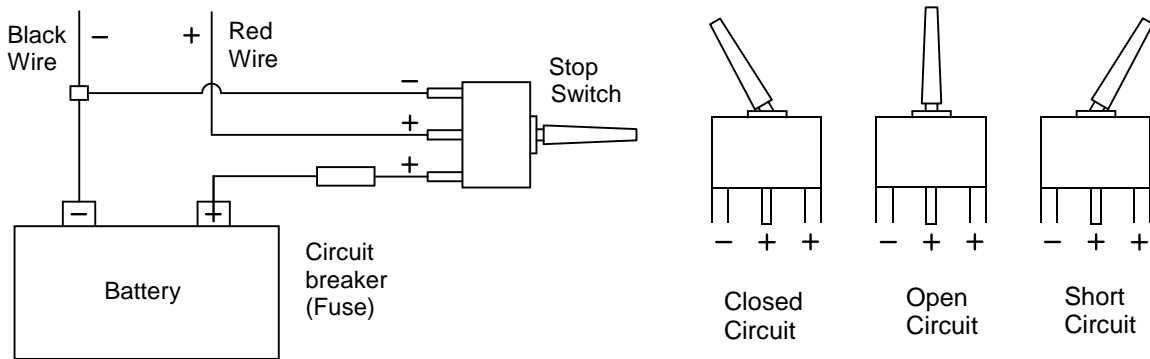 Black
Wire
−
+
Red
Wire
−
+
+
Stop
Switch
−
+
Battery
Circuit
breaker
(Fuse)
− + +
Closed
Circuit
− + +
Open
Circuit
− + +
Short
Circuit